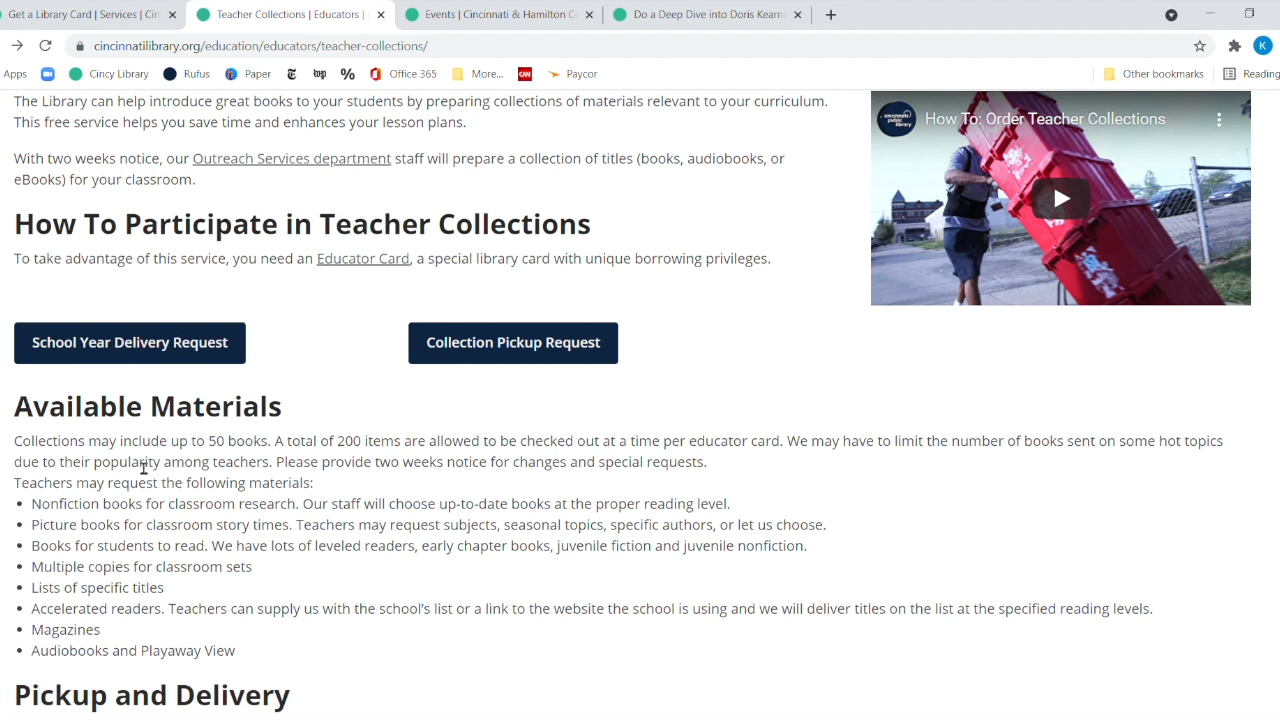 Get a Library Card | Services | Cin
Teacher Collections | Educators |
Events | Cincinnati & Hamilton C
Do a Deep Dive into Doris Kearn
cincinnatilibrary.org/education/educators/teacher-collections/
K
Apps
Cincy Library
Rufus
Paper
top
Office 365
More...
CNN
Paycor
Other bookmarks
Reading
The Library can help introduce great books to your students by preparing collections of materials relevant to your curriculum.
This free service helps you save time and enhances your lesson plans.
With two weeks notice, our Outreach Services department staff will prepare a collection of titles (books, audiobooks, or
eBooks) for your classroom.
cincinnati public library
How To: Order Teacher Collections
How To Participate in Teacher Collections
To take advantage of this service, you need an Educator Card, a special library card with unique borrowing privileges.
School Year Delivery Request
Collection Pickup Request
Available Materials
Collections may include up to 50 books. A total of 200 items are allowed to be checked out at a time per educator card. We may have to limit the number of books sent on some hot topics
due to their popularity among teachers. Please provide two weeks notice for changes and special requests.
Teachers may request the following materials:
• Nonfiction books for classroom research. Our staff will choose up-to-date books at the proper reading level.
• Picture books for classroom story times. Teachers may request subjects, seasonal topics, specific authors, or let us choose.
• Books for students to read. We have lots of leveled readers, early chapter books, juvenile fiction and juvenile nonfiction.
• Multiple copies for classroom sets
• Lists of specific titles
• Accelerated readers. Teachers can supply us with the school's list or a link to the website the school is using and we will deliver titles on the list at the specified reading levels.
• Magazines
• Audiobooks and Playaway View
Pickup and Delivery